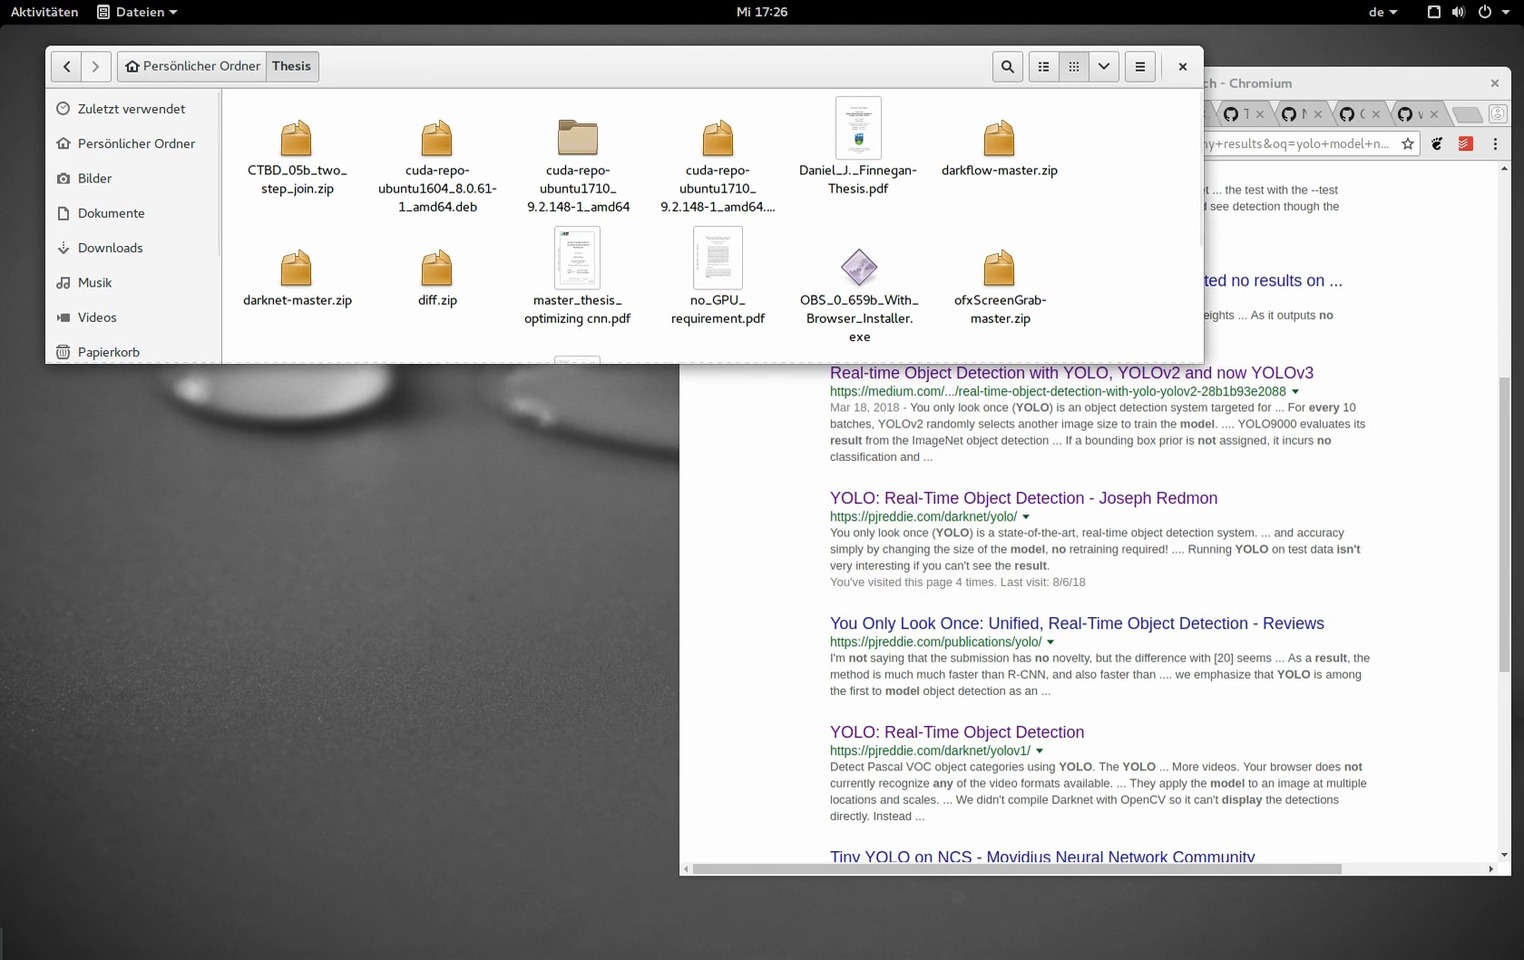 Aktivitäten
Dateien
Mi 17:26
de
Persönlicher Ordner
Thesis
Zuletzt verwendet
Persönlicher Ordner
Bilder
Dokumente
Downloads
Musik
Videos
Papierkorb
CTBD_05b_two_
step_join.zip
cuda-repo-
ubuntu1604_8.0.61-
1_amd64.deb
cuda-repo-
ubuntu1710_
9.2.148-1_amd64
cuda-repo-
ubuntu1710_
9.2.148-1_amd64....
Daniel_J._Finnegan-
Thesis.pdf
darkflow-master.zip
darknet-master.zip
diff.zip
master_thesis_
optimizing cnn.pdf
no_GPU_
requirement.pdf
OBS_0_659b_With_
Browser_Installer.
exe
ofxScreenGrab-
master.zip
ch - Chromium
ny+results&oq=yolo+model+n...
... the test with the --test
see detection though the
ted no results on ...
eights ... As it outputs no
Real-time Object Detection with YOLO, YOLOv2 and now YOLOv3
https://medium.com/.../real-time-object-detection-with-yolo-yolov2-28b1b93e2088
Mar 18, 2018 - You only look once (YOLO) is an object detection system targeted for ... For every 10
batches, YOLOv2 randomly selects another image size to train the model. .... YOLO9000 evaluates its
result from the ImageNet object detection ... If a bounding box prior is not assigned, it incurs no
classification and ...
YOLO: Real-Time Object Detection - Joseph Redmon
https://pjreddie.com/darknet/yolo/
You only look once (YOLO) is a state-of-the-art, real-time object detection system. ... and accuracy
simply by changing the size of the model, no retraining required! .... Running YOLO on test data isn't
very interesting if you can't see the result.
You've visited this page 4 times. Last visit: 8/6/18
You Only Look Once: Unified, Real-Time Object Detection - Reviews
https://pjreddie.com/publications/yolo/
I'm not saying that the submission has no novelty, but the difference with [20] seems ... As a result, the
method is much much faster than R-CNN, and also faster than .... we emphasize that YOLO is among
the first to model object detection as an ...
YOLO: Real-Time Object Detection
https://pjreddie.com/darknet/yolov1/
Detect Pascal VOC object categories using YOLO. The YOLO ... More videos. Your browser does not
currently recognize any of the video formats available. ... They apply the model to an image at multiple
locations and scales. ... We didn't compile Darknet with OpenCV so it can't display the detections
directly. Instead ...
Tiny YOLO on NCS - Movidius Neural Network Community